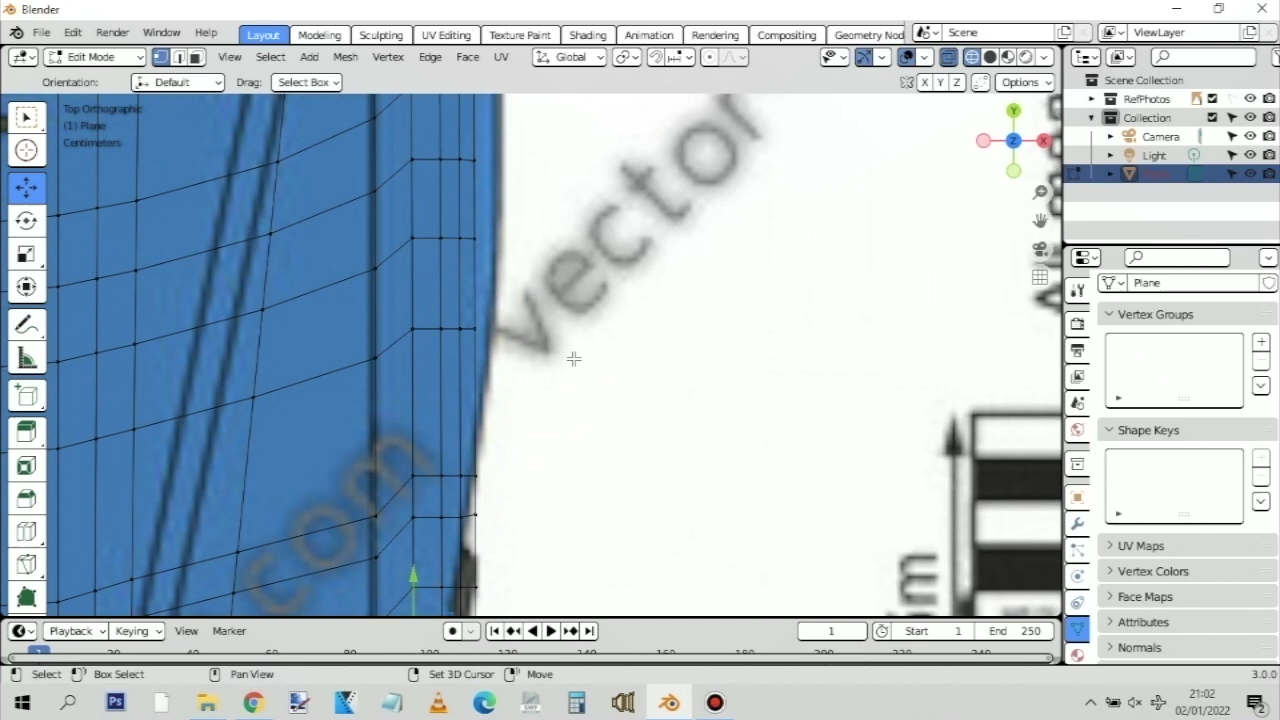 Blender
File Edit Render Window Help
Layout Modeling Sculpting UV Editing Texture Paint Shading Animation Rendering Compositing Geometry Nod
Scene ViewLayer
Edit Mode View Select Add Mesh Vertex Edge Face UV Global
Orientation: Default Drag: Select Box X Y Z Options
Top Orthographic
(1) Plane
Centimeters
vector
com
Y
Z X
Scene Collection
RefPhotos
Collection
Camera
Light
Plane
Vertex Groups
Shape Keys
UV Maps
Vertex Colors
Face Maps
Attributes
Normals
Playback Keying View Marker 1 Start 1 End 250
Select Box Select Pan View Set 3D Cursor Move 3.0.0
21:02
02/01/2022